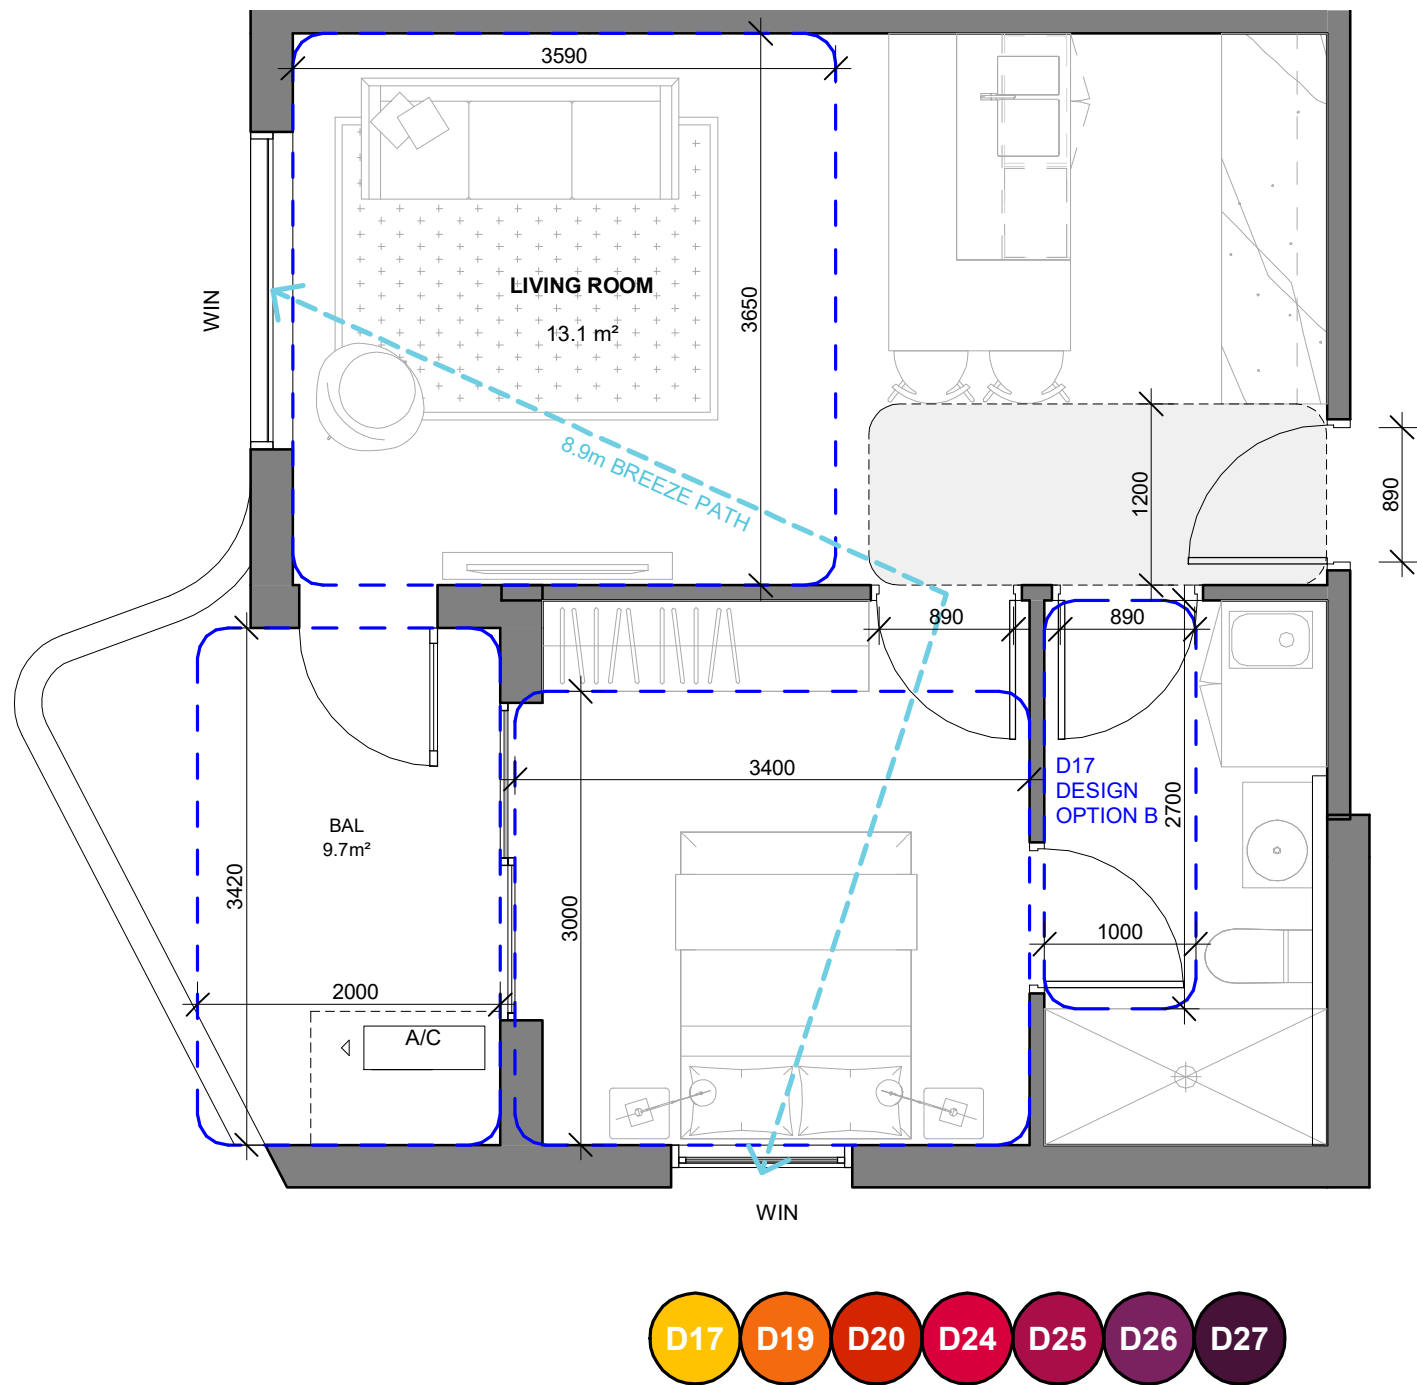 3590
LIVING ROOM
13.1 m²
3650
WIN
8.9m BREEZE PATH
1200
890
890
890
3400
D17
DESIGN
OPTION B
2700
BAL
9.7m²
3420
3000
1000
2000
A/C
WIN
D17 D19 D20 D24 D25 D26 D27